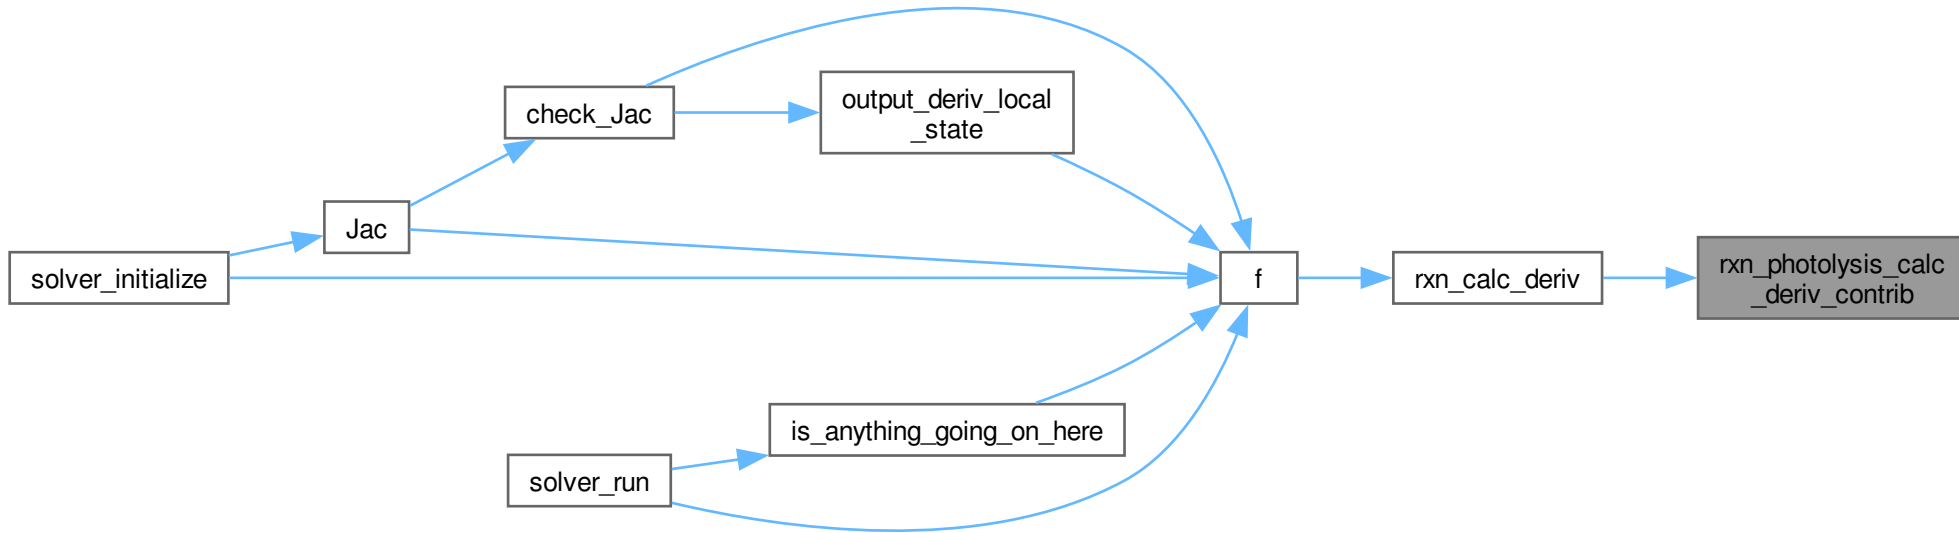 check_Jac
output_deriv_local
_state
Jac
solver_initialize
f
rxn_calc_deriv
rxn_photolysis_calc
_deriv_contrib
is_anything_going_on_here
solver_run